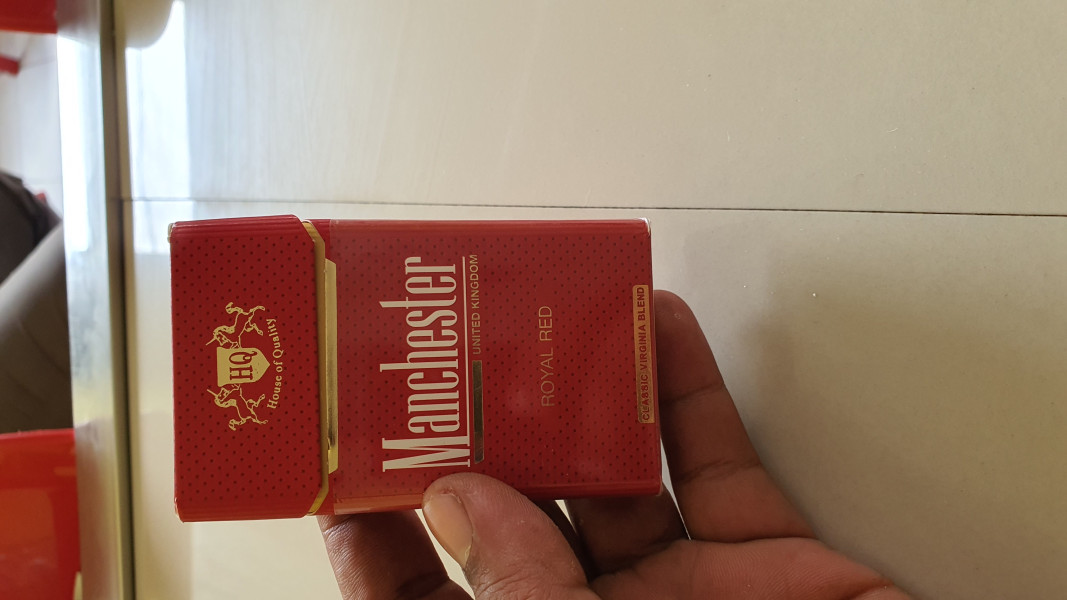 HQ
House of Quality
Manchester
UNITED KINGDOM
ROYAL RED
CLASSIC VIRGINIA BLEND